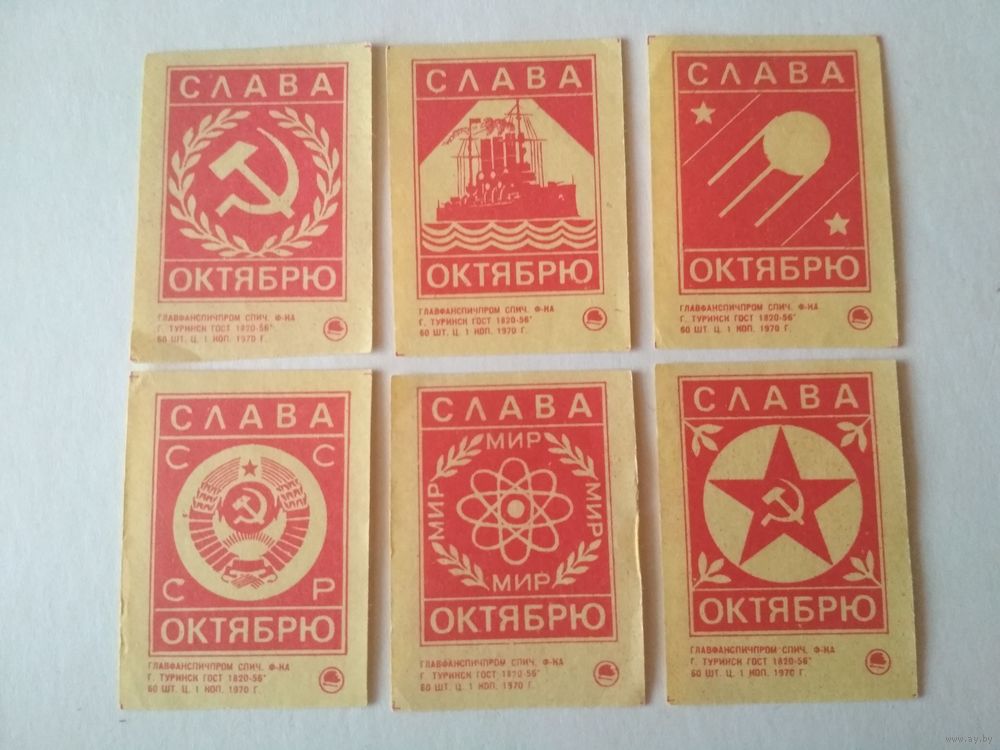 СЛАВА
ОКТЯБРЮ
ГЛАВФАНСПИЧПРОМ СПИЧ. Ф-КА
Г. ТУРИНСК ГОСТ 1820-56*
60 ШТ. Ц. 1 КОП. 1970 Г.
СЛАВА
ОКТЯБРЮ
ГЛАВФАНСПИЧПРОМ СПИЧ. Ф-КА
Г. ТУРИНСК ГОСТ 1820-56*
60 ШТ. Ц. 1 КОП. 1970 Г.
СЛАВА
ОКТЯБРЮ
ГЛАВФАНСПИЧПРОМ СПИЧ. Ф-КА
Г. ТУРИНСК ГОСТ 1820-56*
60 ШТ. Ц. 1 КОП. 1970 Г.
СЛАВА
С С
С Р
ОКТЯБРЮ
ГЛАВФАНСПИЧПРОМ СПИЧ. Ф-КА
Г. ТУРИНСК ГОСТ 1820-56*
60 ШТ. Ц. 1 КОП. 1970 Г.
СЛАВА
МИР
МИР МИР
МИР
ОКТЯБРЮ
ГЛАВФАНСПИЧПРОМ СПИЧ. Ф-КА
Г. ТУРИНСК ГОСТ 1820-56*
60 ШТ. Ц. 1 КОП. 1970 Г.
СЛАВА
ОКТЯБРЮ
ГЛАВФАНСПИЧПРОМ СПИЧ. Ф-КА
Г. ТУРИНСК ГОСТ 1820-56*
60 ШТ. Ц. 1 КОП. 1970 Г.
www.ay.by